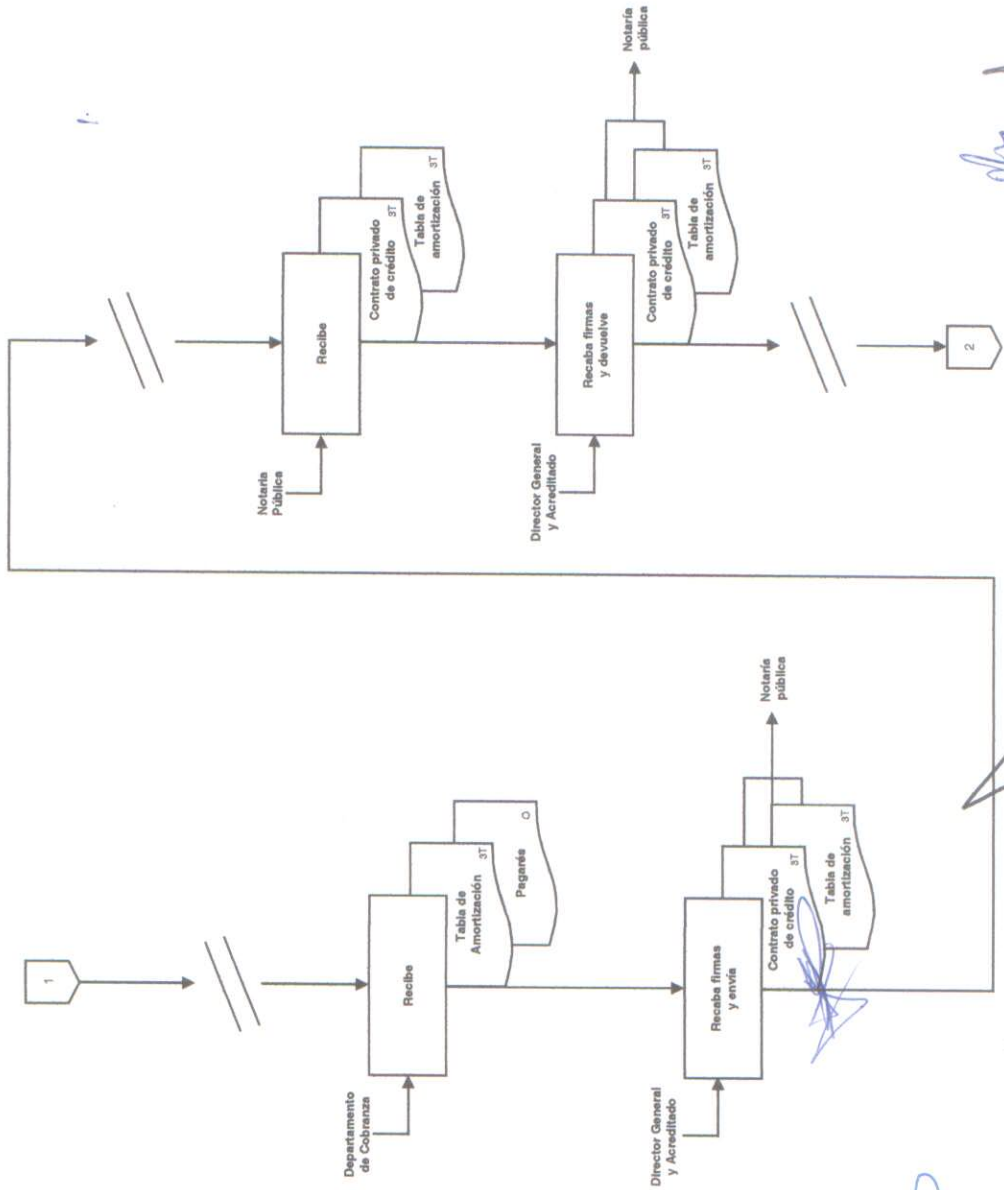 1
Departamento
de Cobranza
Recibe
Tabla de
Amortización
3T
Pagarés
O
Director General
y Acreditado
Recaba firmas
y envía
Contrato privado
de crédito
3T
Tabla de
amortización
3T
Notaría
pública
Notaría
Pública
Recibe
Contrato privado
de crédito
3T
Tabla de
amortización
3T
Director General
y Acreditado
Recaba firmas
y devuelve
Contrato privado
de crédito
3T
Tabla de
amortización
3T
Notaría
pública
2